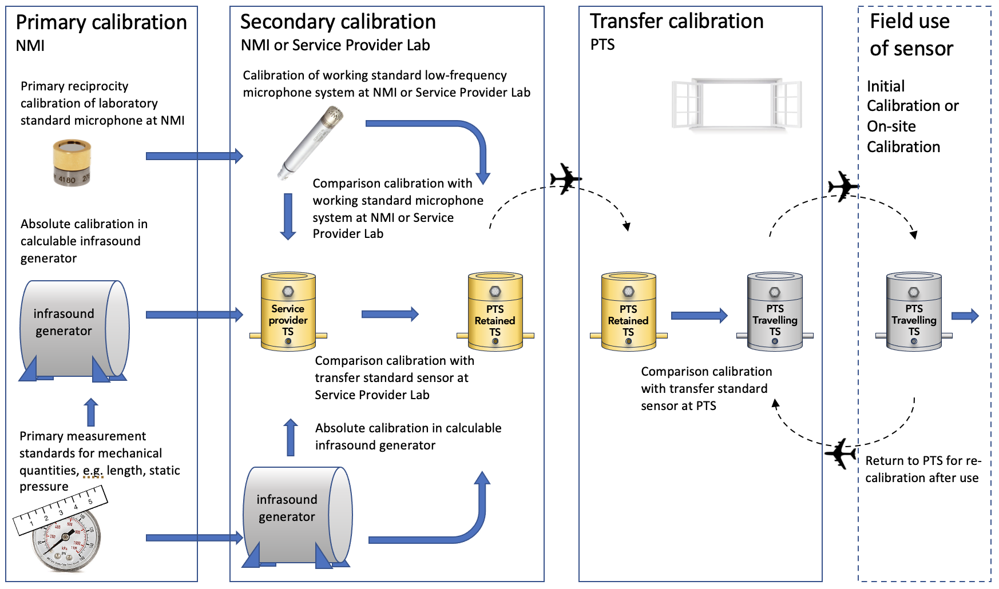 Primary calibration
NMI
Primary reciprocity
calibration of laboratory
standard microphone at NMI
4180
Absolute calibration in
calculable infrasound
generator
infrasound
generator
Primary measurement
standards for mechanical
quantities, e.g. length, static
pressure
1 2 3 4 5
kPa
Secondary calibration
NMI or Service Provider Lab
Calibration of working standard low-frequency
microphone system at NMI or Service Provider Lab
Comparison calibration with
working standard microphone
system at NMI or Service
Provider Lab
Service
provider
TS
PTS
Retained
TS
Comparison calibration with
transfer standard sensor at
Service Provider Lab
Absolute calibration in calculable
infrasound generator
infrasound
generator
Transfer calibration
PTS
PTS
Retained
TS
PTS
Travelling
TS
Comparison calibration
with transfer standard
sensor at PTS
Field use
of sensor
Initial
Calibration or
On-site
Calibration
PTS
Travelling
TS
Return to PTS for re-
calibration after use